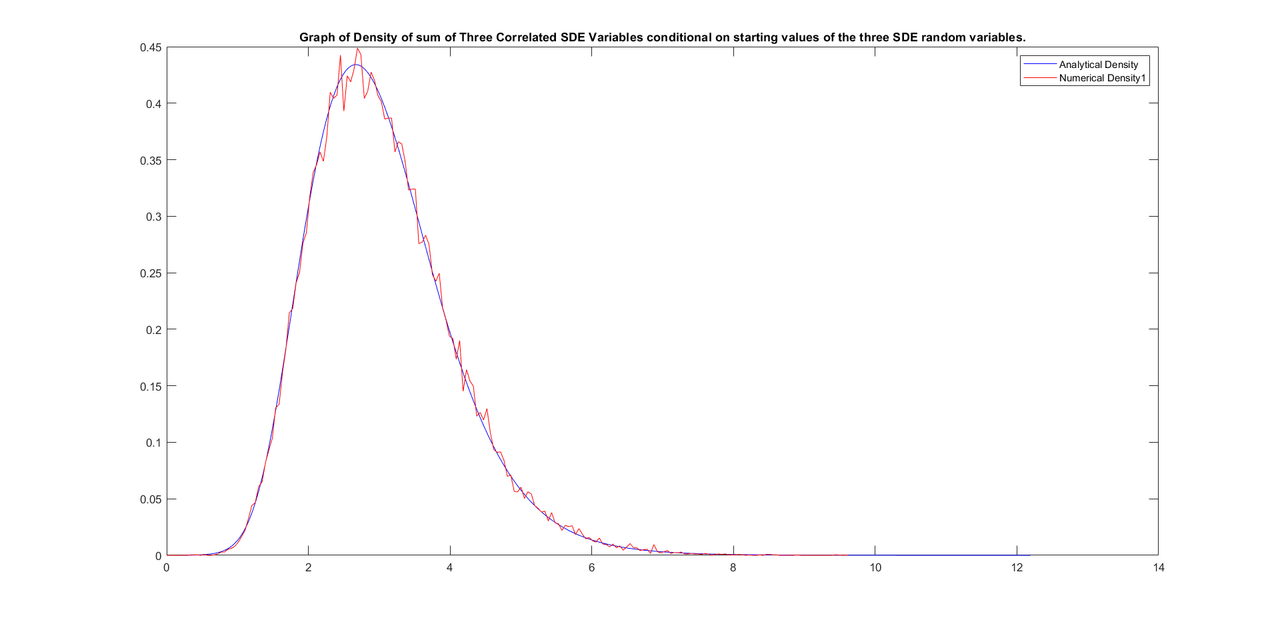 Graph of Density of sum of Three Correlated SDE Variables conditional on starting values of the three SDE random variables.
Analytical Density
Numerical Density1
0.45
0.4
0.35
0.3
0.25
0.2
0.15
0.1
0.05
0
0 2 4 6 8 10 12 14